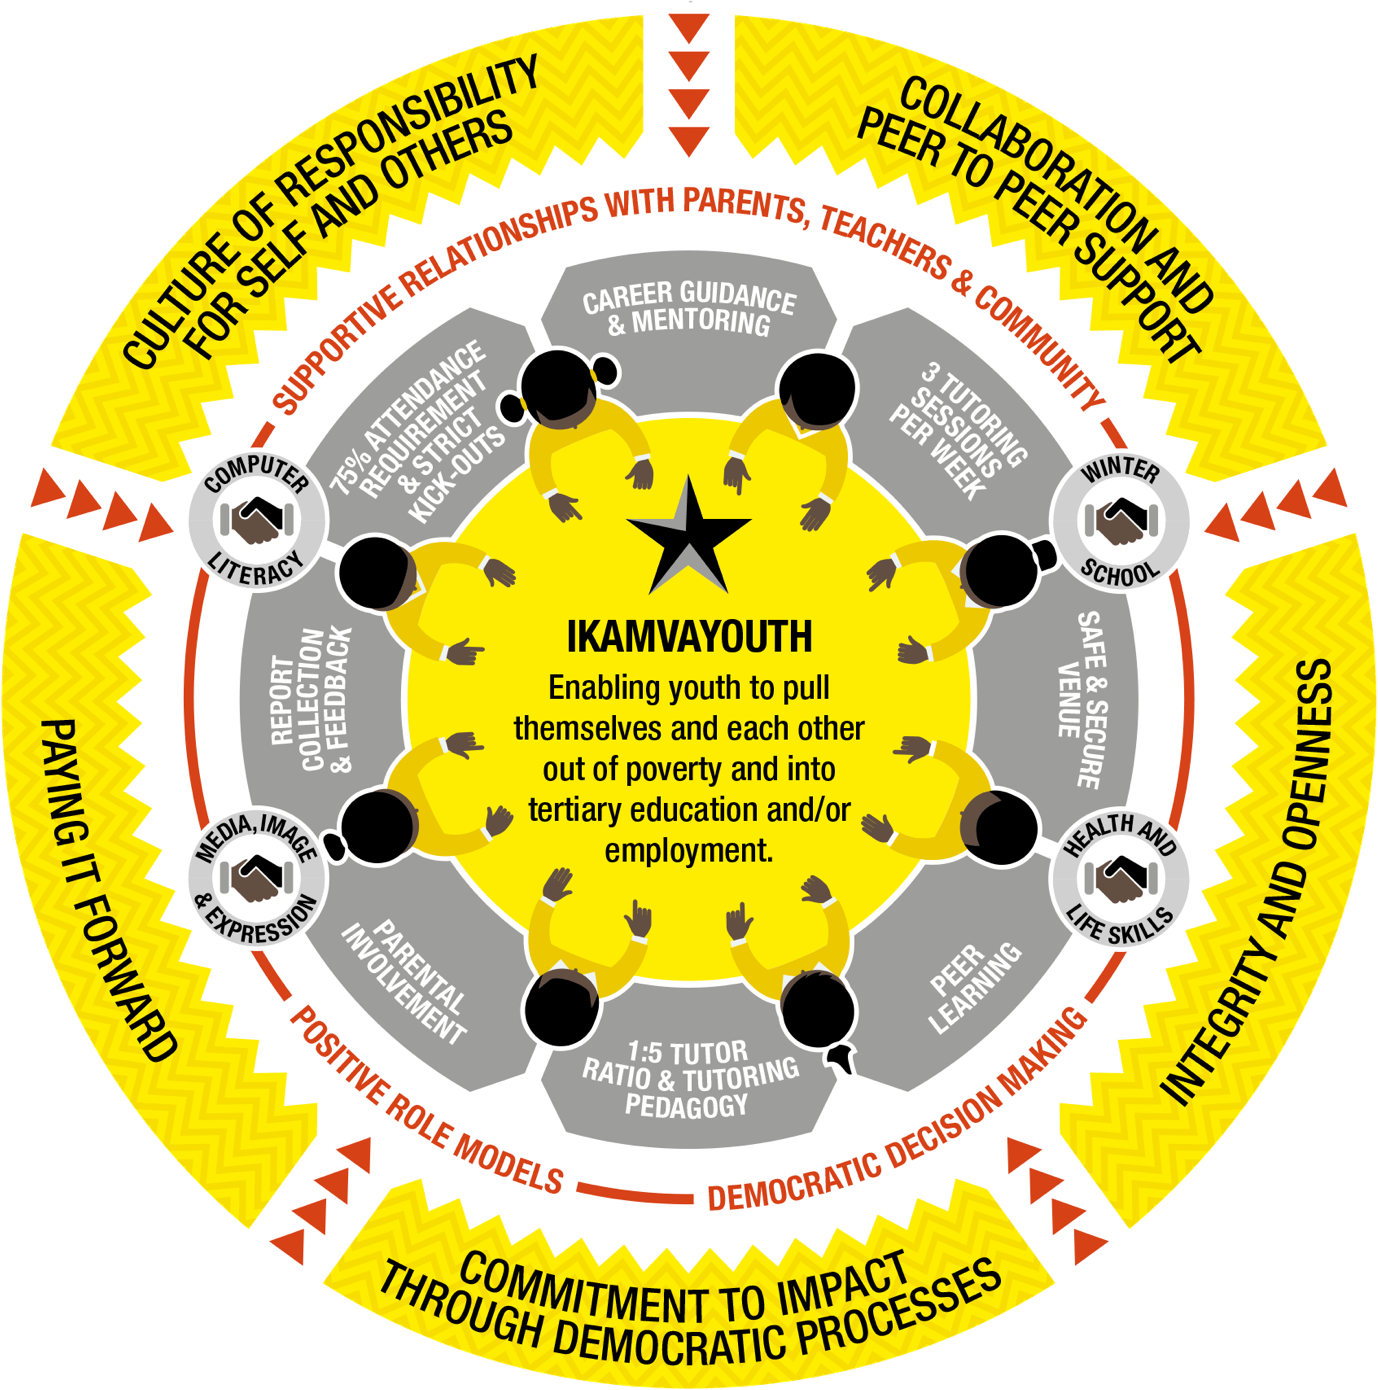 CULTURE OF RESPONSIBILITY
FOR SELF AND OTHERS
COLLABORATION AND
PEER TO PEER SUPPORT
INTEGRITY AND OPENNESS
COMMITMENT TO IMPACT
THROUGH DEMOCRATIC PROCESSES
PAYING IT FORWARD
SUPPORTIVE RELATIONSHIPS WITH PARENTS, TEACHERS & COMMUNITY
DEMOCRATIC DECISION MAKING
POSITIVE ROLE MODELS
COMPUTER
LITERACY
WINTER
SCHOOL
HEALTH AND
LIFE SKILLS
MEDIA, IMAGE
& EXPRESSION
CAREER GUIDANCE
& MENTORING
3 TUTORING
SESSIONS
PER WEEK
SAFE & SECURE
VENUE
PEER
LEARNING
1:5 TUTOR
RATIO & TUTORING
PEDAGOGY
PARENTAL
INVOLVEMENT
REPORT
COLLECTION
& FEEDBACK
75% ATTENDANCE
REQUIREMENT
& STRICT
KICK-OUTS
IKAMVAYOUTH
Enabling youth to pull
themselves and each other
out of poverty and into
tertiary education and/or
employment.